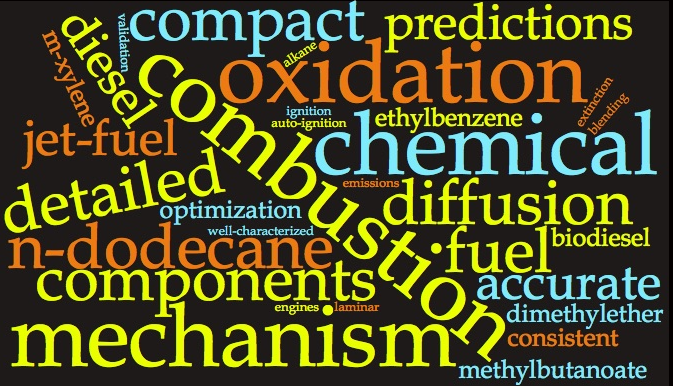 compact
predictions
diesel
validation
m-xylene
alkane
oxidation
combustion
extinction
blending
ignition
auto-ignition
ethylbenzene
jet-fuel
chemical
emissions
detailed
optimization
diffusion
well-characterized
n-dodecane
fuel
biodiesel
components
accurate
engines
laminar
dimethylether
mechanism
consistent
methylbutanoate